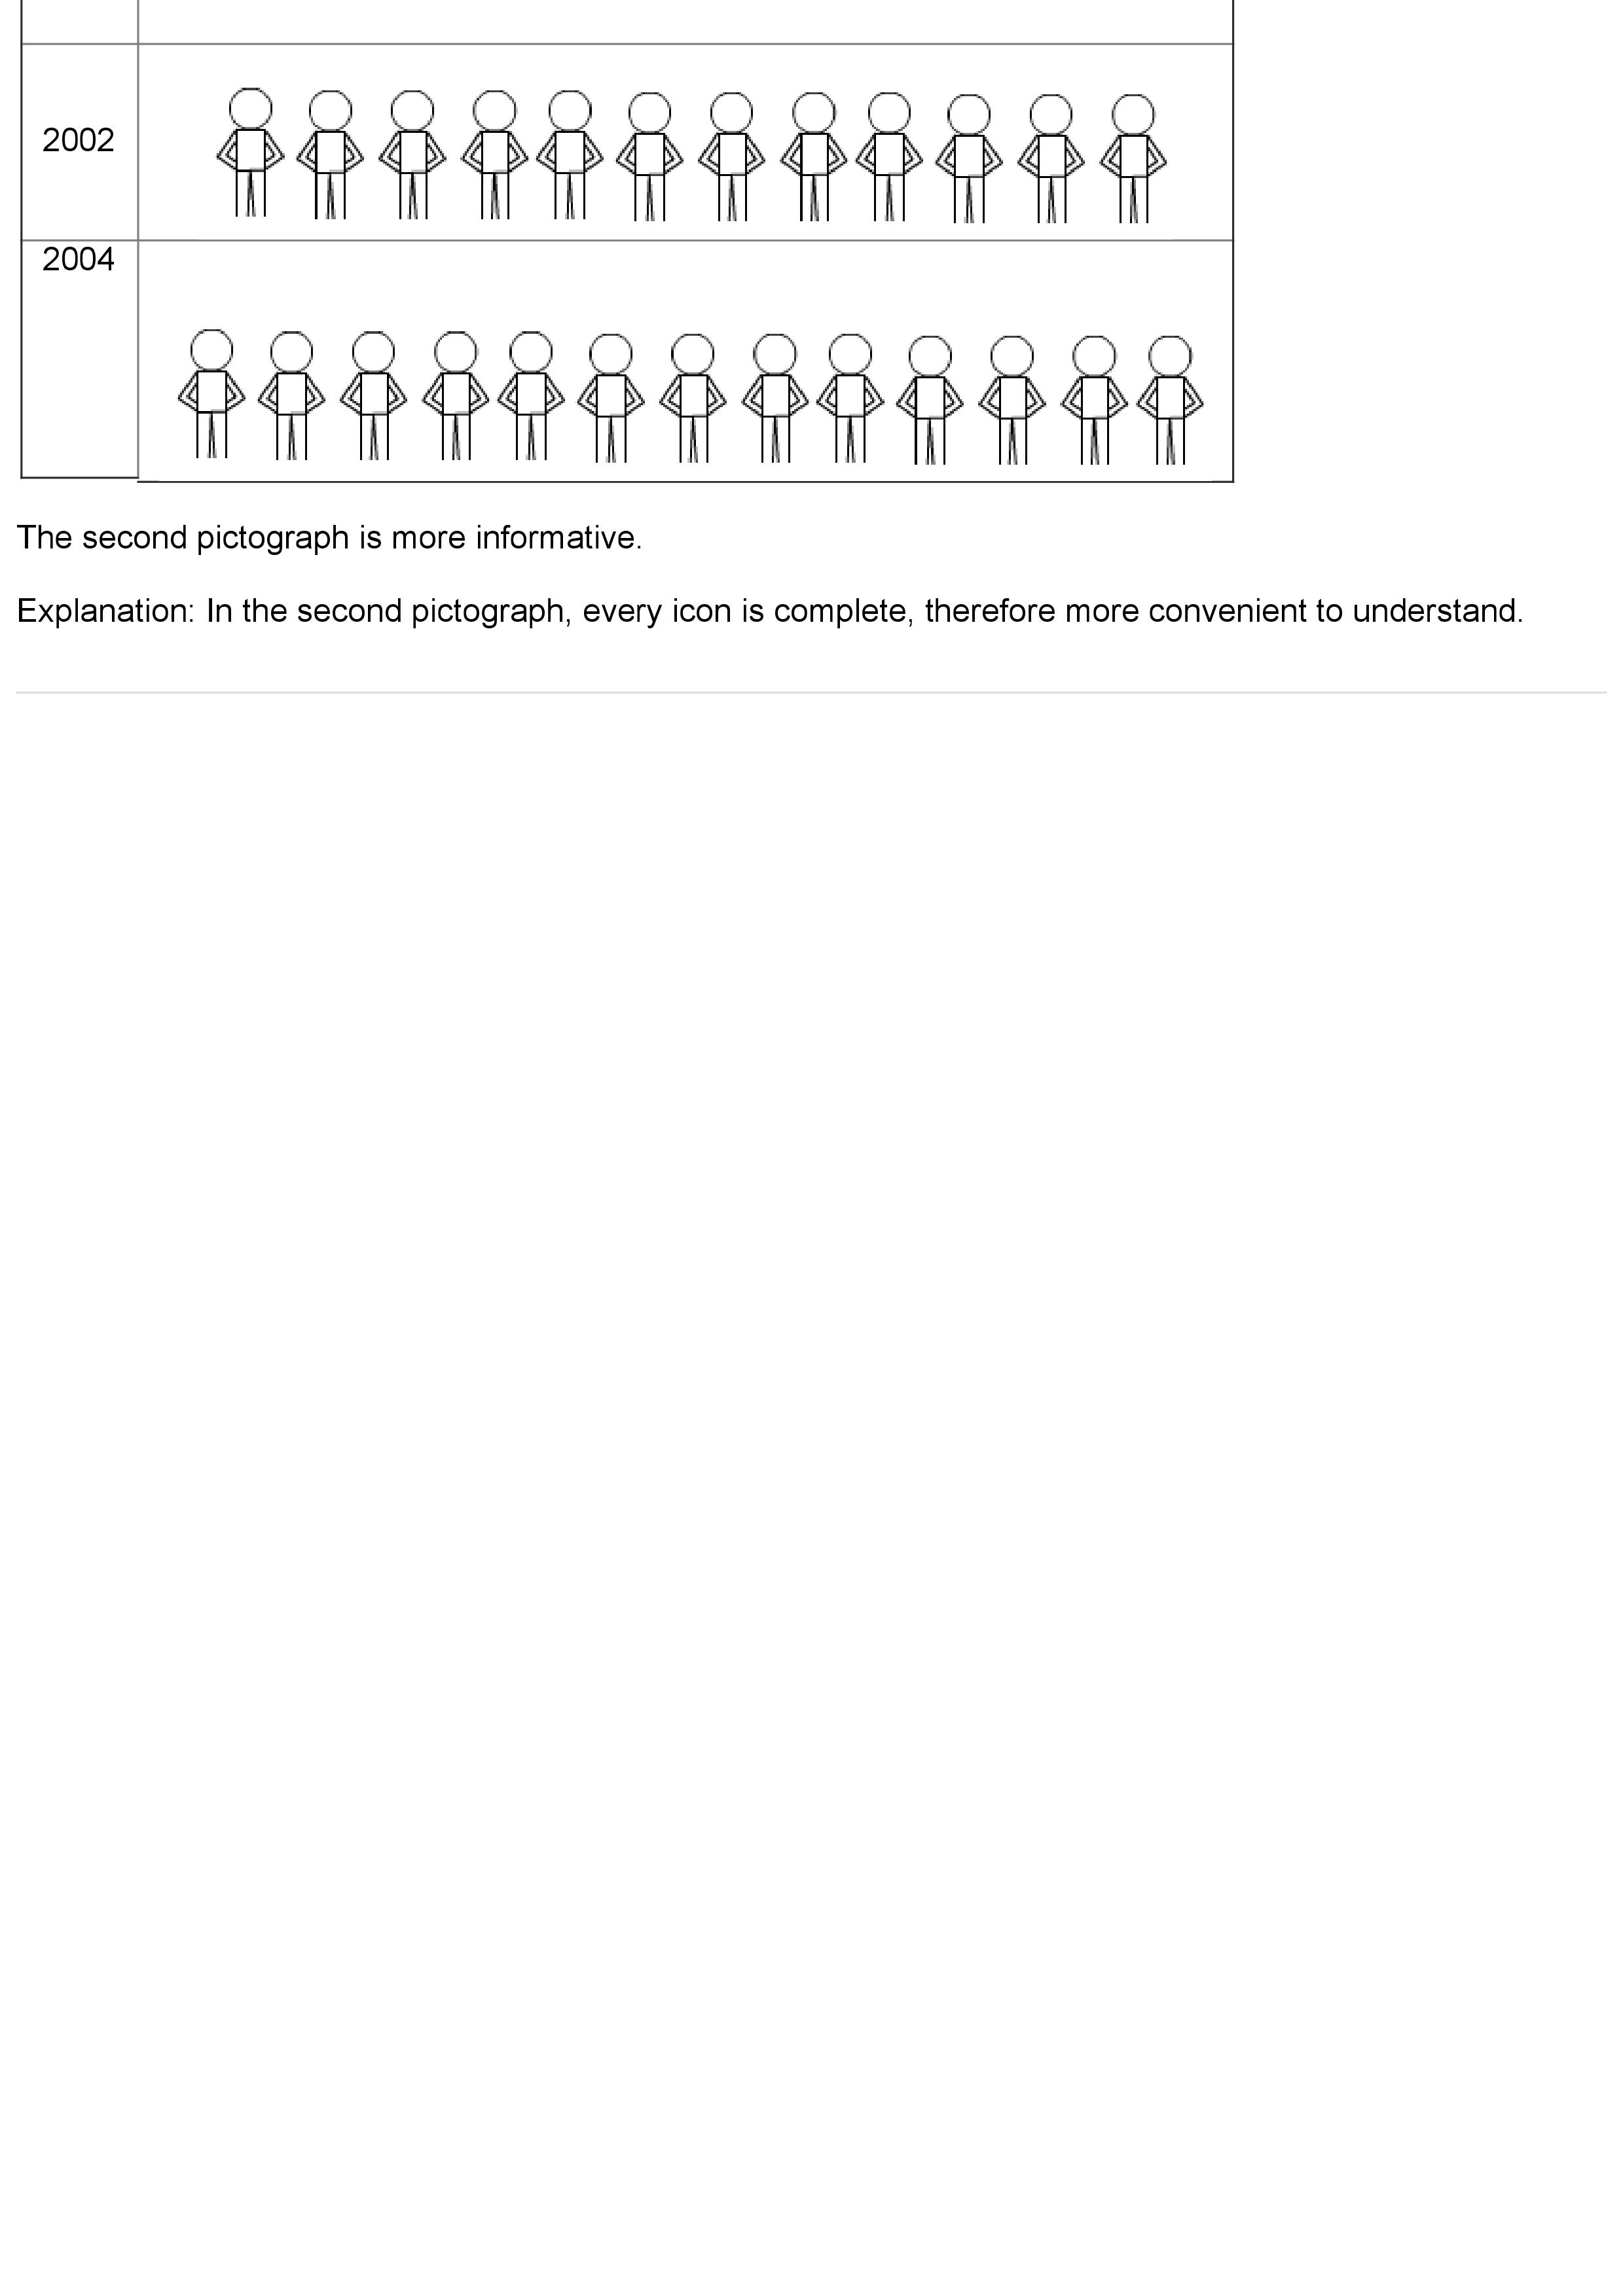 2002
2004
The second pictograph is more informative.
Explanation: In the second pictograph, every icon is complete, therefore more convenient to understand.